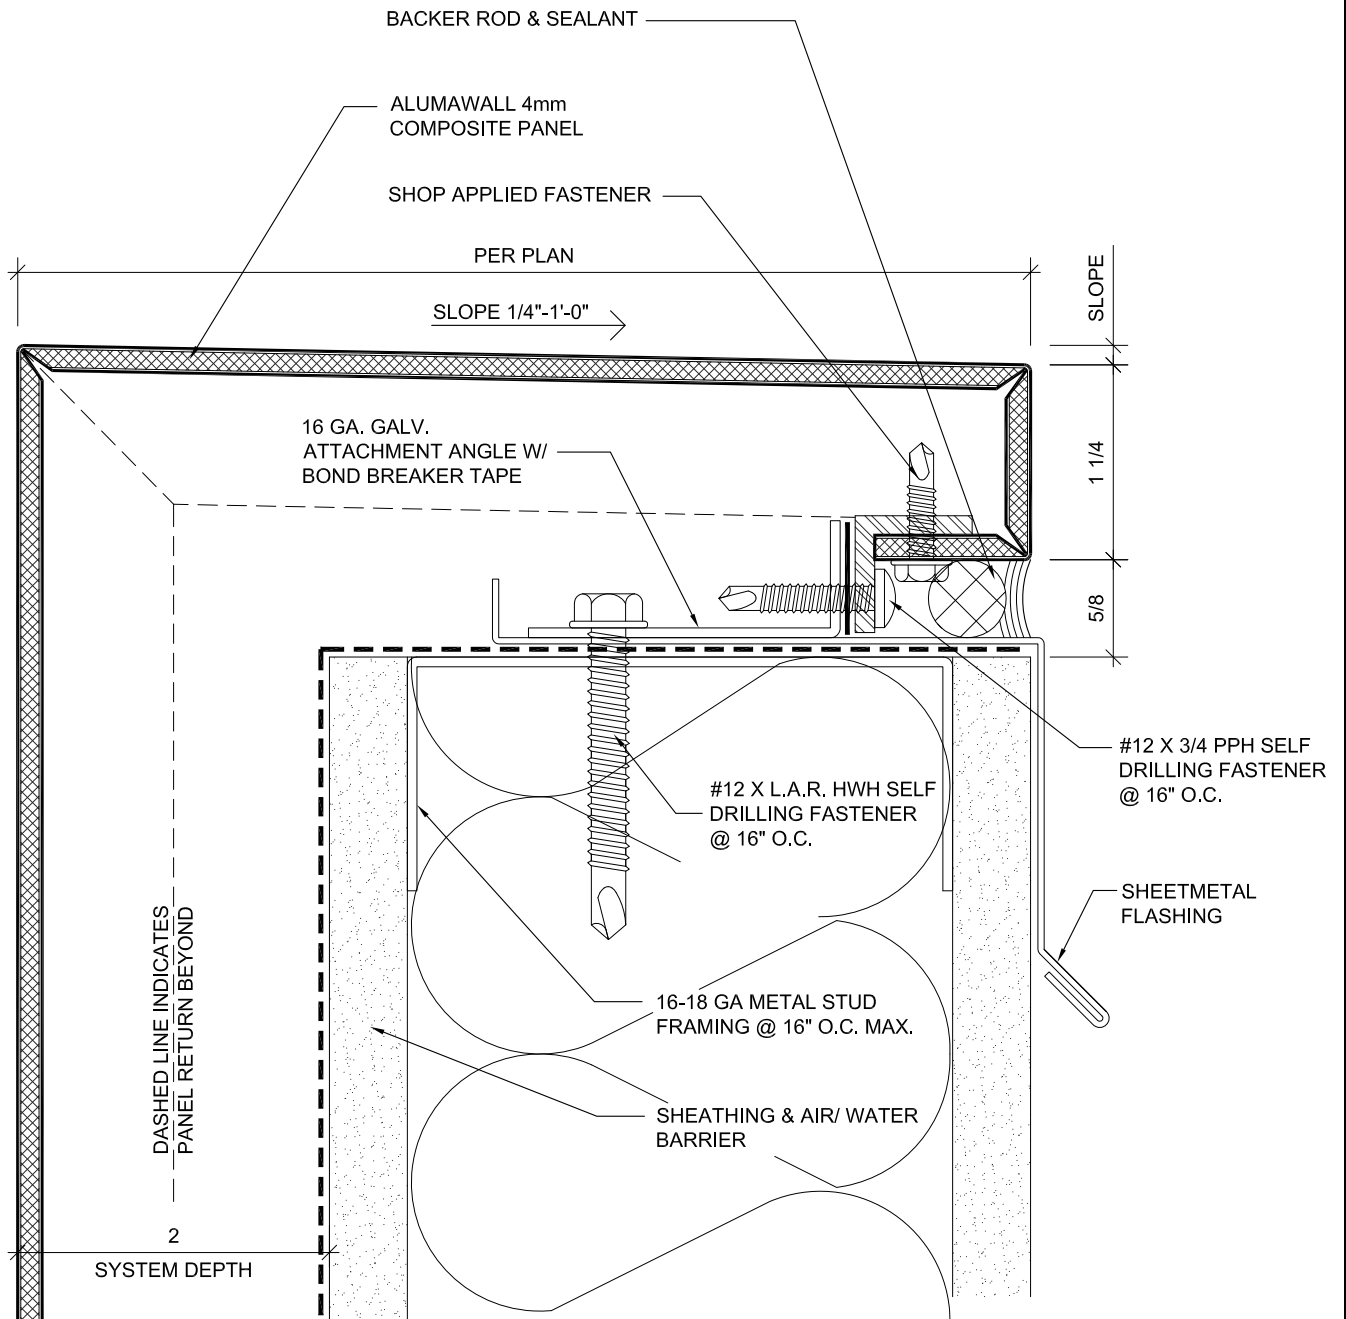 BACKER ROD & SEALANT
ALUMAWALL 4mm
COMPOSITE PANEL
SHOP APPLIED FASTENER
PER PLAN
SLOPE
SLOPE 1/4"-1'-0"
16 GA. GALV.
ATTACHMENT ANGLE W/
BOND BREAKER TAPE
1 1/4
5/8
#12 X 3/4 PPH SELF
DRILLING FASTENER
@ 16" O.C.
#12 X L.A.R. HWH SELF
DRILLING FASTENER
@ 16" O.C.
SHEETMETAL
FLASHING
DASHED LINE INDICATES
PANEL RETURN BEYOND
16-18 GA METAL STUD
FRAMING @ 16" O.C. MAX.
SHEATHING & AIR/ WATER
BARRIER
2
SYSTEM DEPTH